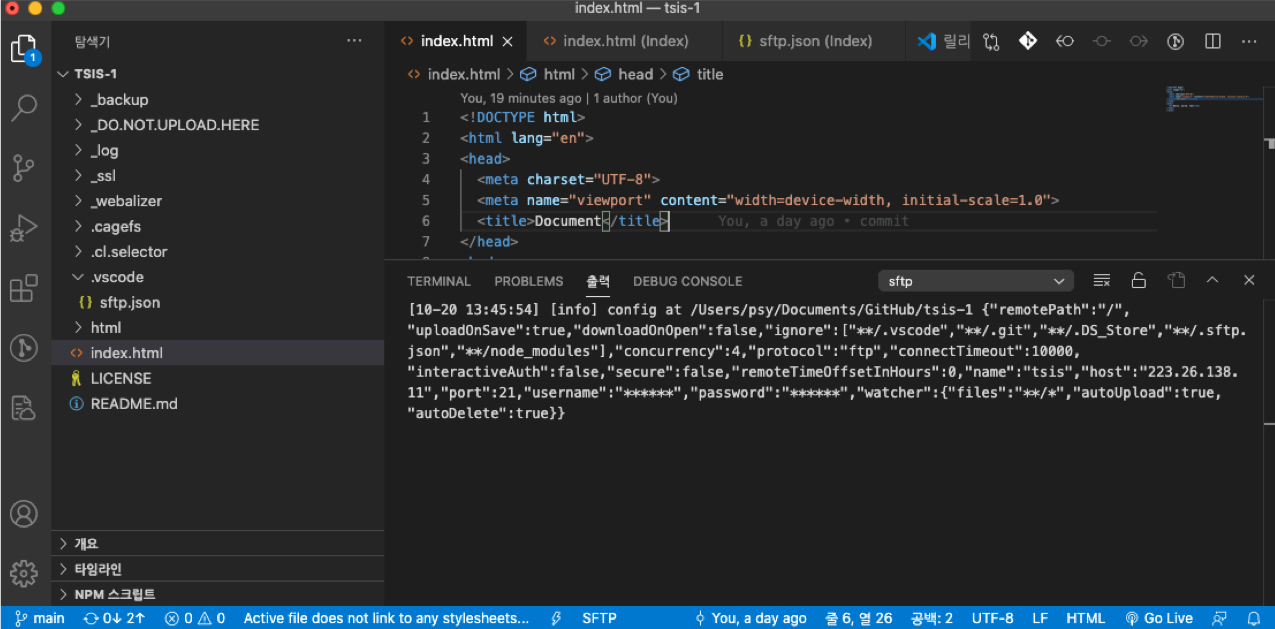 index.html — tsis-1
탐색기
index.html
index.html (Index)
sftp.json (Index)
릴리
1
TSIS-1
_backup
_DO.NOT.UPLOAD.HERE
_log
_ssl
_webalizer
.cagefs
.cl.selector
.vscode
sftp.json
html
index.html
LICENSE
README.md
개요
타임라인
NPM 스크립트
index.html > html > head > title
You, 19 minutes ago | 1 author (You)
1 <!DOCTYPE html>
2 <html lang="en">
3 <head>
4 <meta charset="UTF-8">
5 <meta name="viewport" content="width=device-width, initial-scale=1.0">
6 <title>Document</title> You, a day ago • commit
7 </head>
TERMINAL PROBLEMS 출력 DEBUG CONSOLE sftp
[10-20 13:45:54] [info] config at /Users/psy/Documents/GitHub/tsis-1 {"remotePath":"/",
"uploadOnSave":true,"downloadOnOpen":false,"ignore":["**/.vscode","**/.git","**/.DS_Store","**/.sftp.
json","**/node_modules"],"concurrency":4,"protocol":"ftp","connectTimeout":10000,
"interactiveAuth":false,"secure":false,"remoteTimeOffsetInHours":0,"name":"tsis","host":"223.26.138.
11","port":21,"username":"******","password":"******","watcher":{"files":"**/*","autoUpload":true,
"autoDelete":true}}
main 0↓ 2↑ 0 0 Active file does not link to any stylesheets... SFTP You, a day ago 줄 6, 열 26 공백: 2 UTF-8 LF HTML Go Live